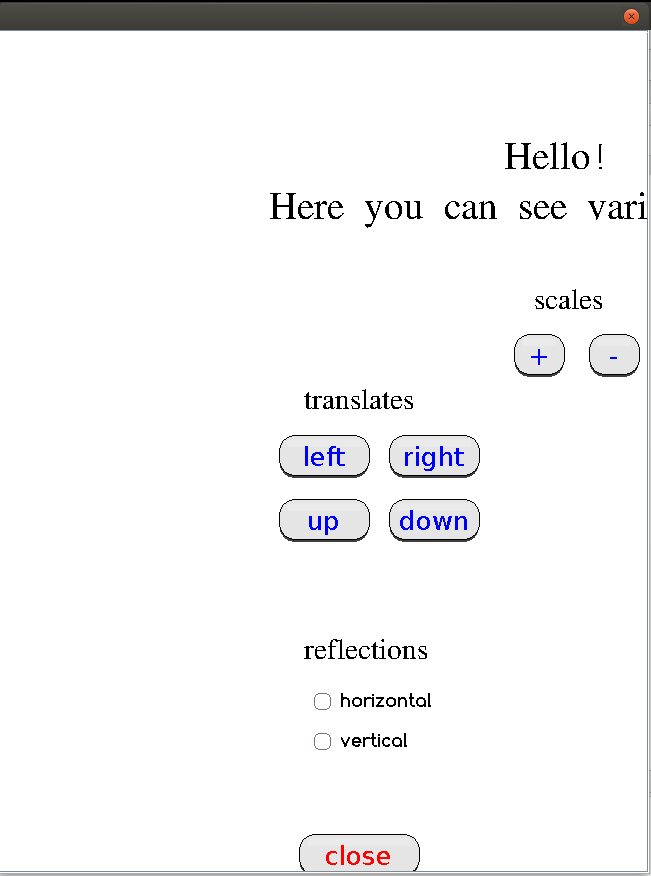 Hello!
Here you can see vari
scales
+ -
translates
left right
up down
reflections
horizontal
vertical
close